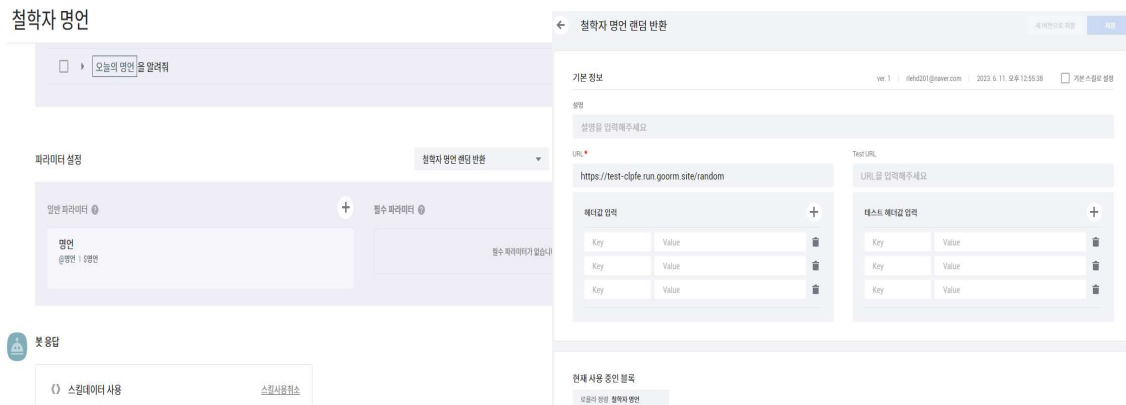 철학자 명언
오늘의 명언 을 알려줘
파라미터 설정
철학자 명언 랜덤 반환
일반 파라미터
필수 파라미터
명언
@명언 | $명언
필수 파라미터가 없습니
봇 응답
스킬데이터 사용
스킬사용취소
철학자 명언 랜덤 반환
새 버전으로 저장
저장
기본 정보
ver. 1 | rlehd201@naver.com | 2023. 6. 11. 오후 12:55:38
기본 스킬로 설정
설명
설명을 입력해주세요
URL
Test URL
https://test-clpfe.run.goorm.site/random
URL을 입력해주세요
헤더값 입력
테스트 헤더값 입력
Key Value
Key Value
Key Value
Key Value
Key Value
Key Value
현재 사용 중인 블록
철학자 명언